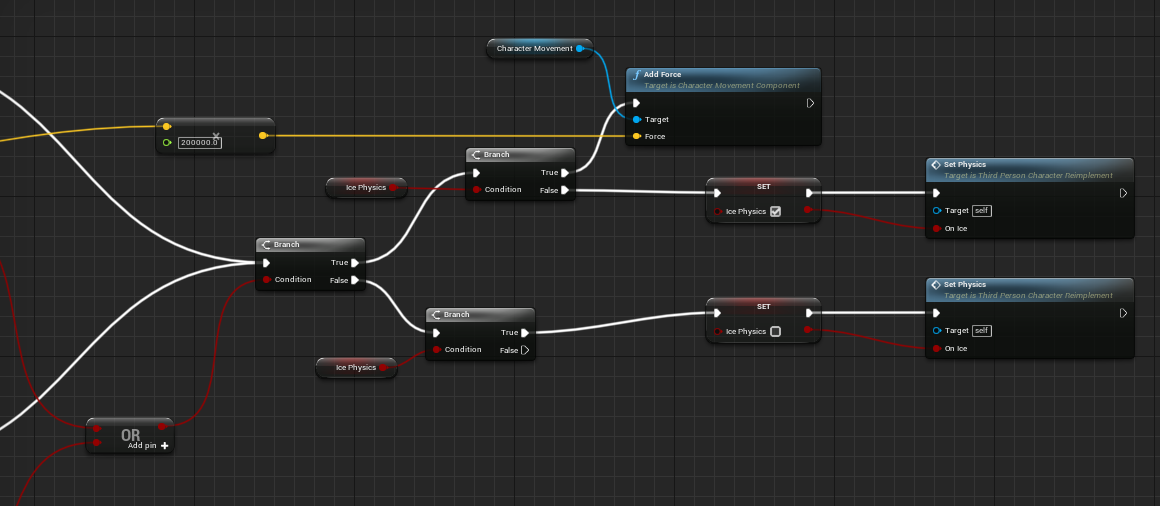 Character Movement
Add Force
Target is Character Movement Component
Target
Force
200000.0
Branch
True
Condition
False
Ice Physics
SET
Ice Physics
Set Physics
Target is Third Person Character Reimplement
Target self
On Ice
Branch
True
Condition
False
Branch
True
Condition
False
Ice Physics
SET
Ice Physics
Set Physics
Target is Third Person Character Reimplement
Target self
On Ice
OR
Add pin